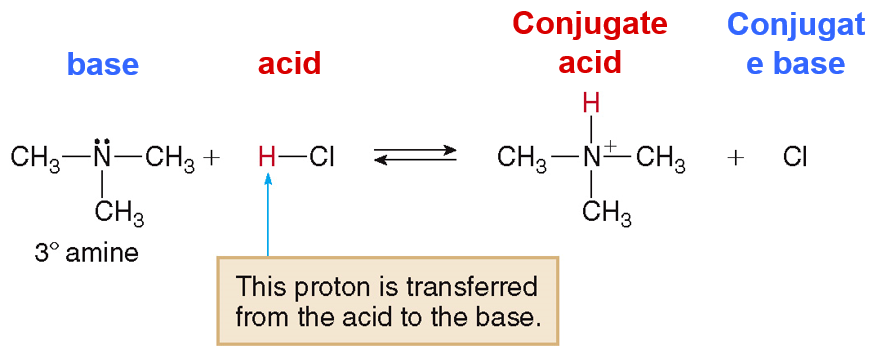 Conjugate Conjugat
base acid acid e base
H
CH₃—N̈—CH₃ + H—Cl ⇌ CH₃—N⁺—CH₃ + Cl
CH₃ CH₃
3° amine
This proton is transferred
from the acid to the base.